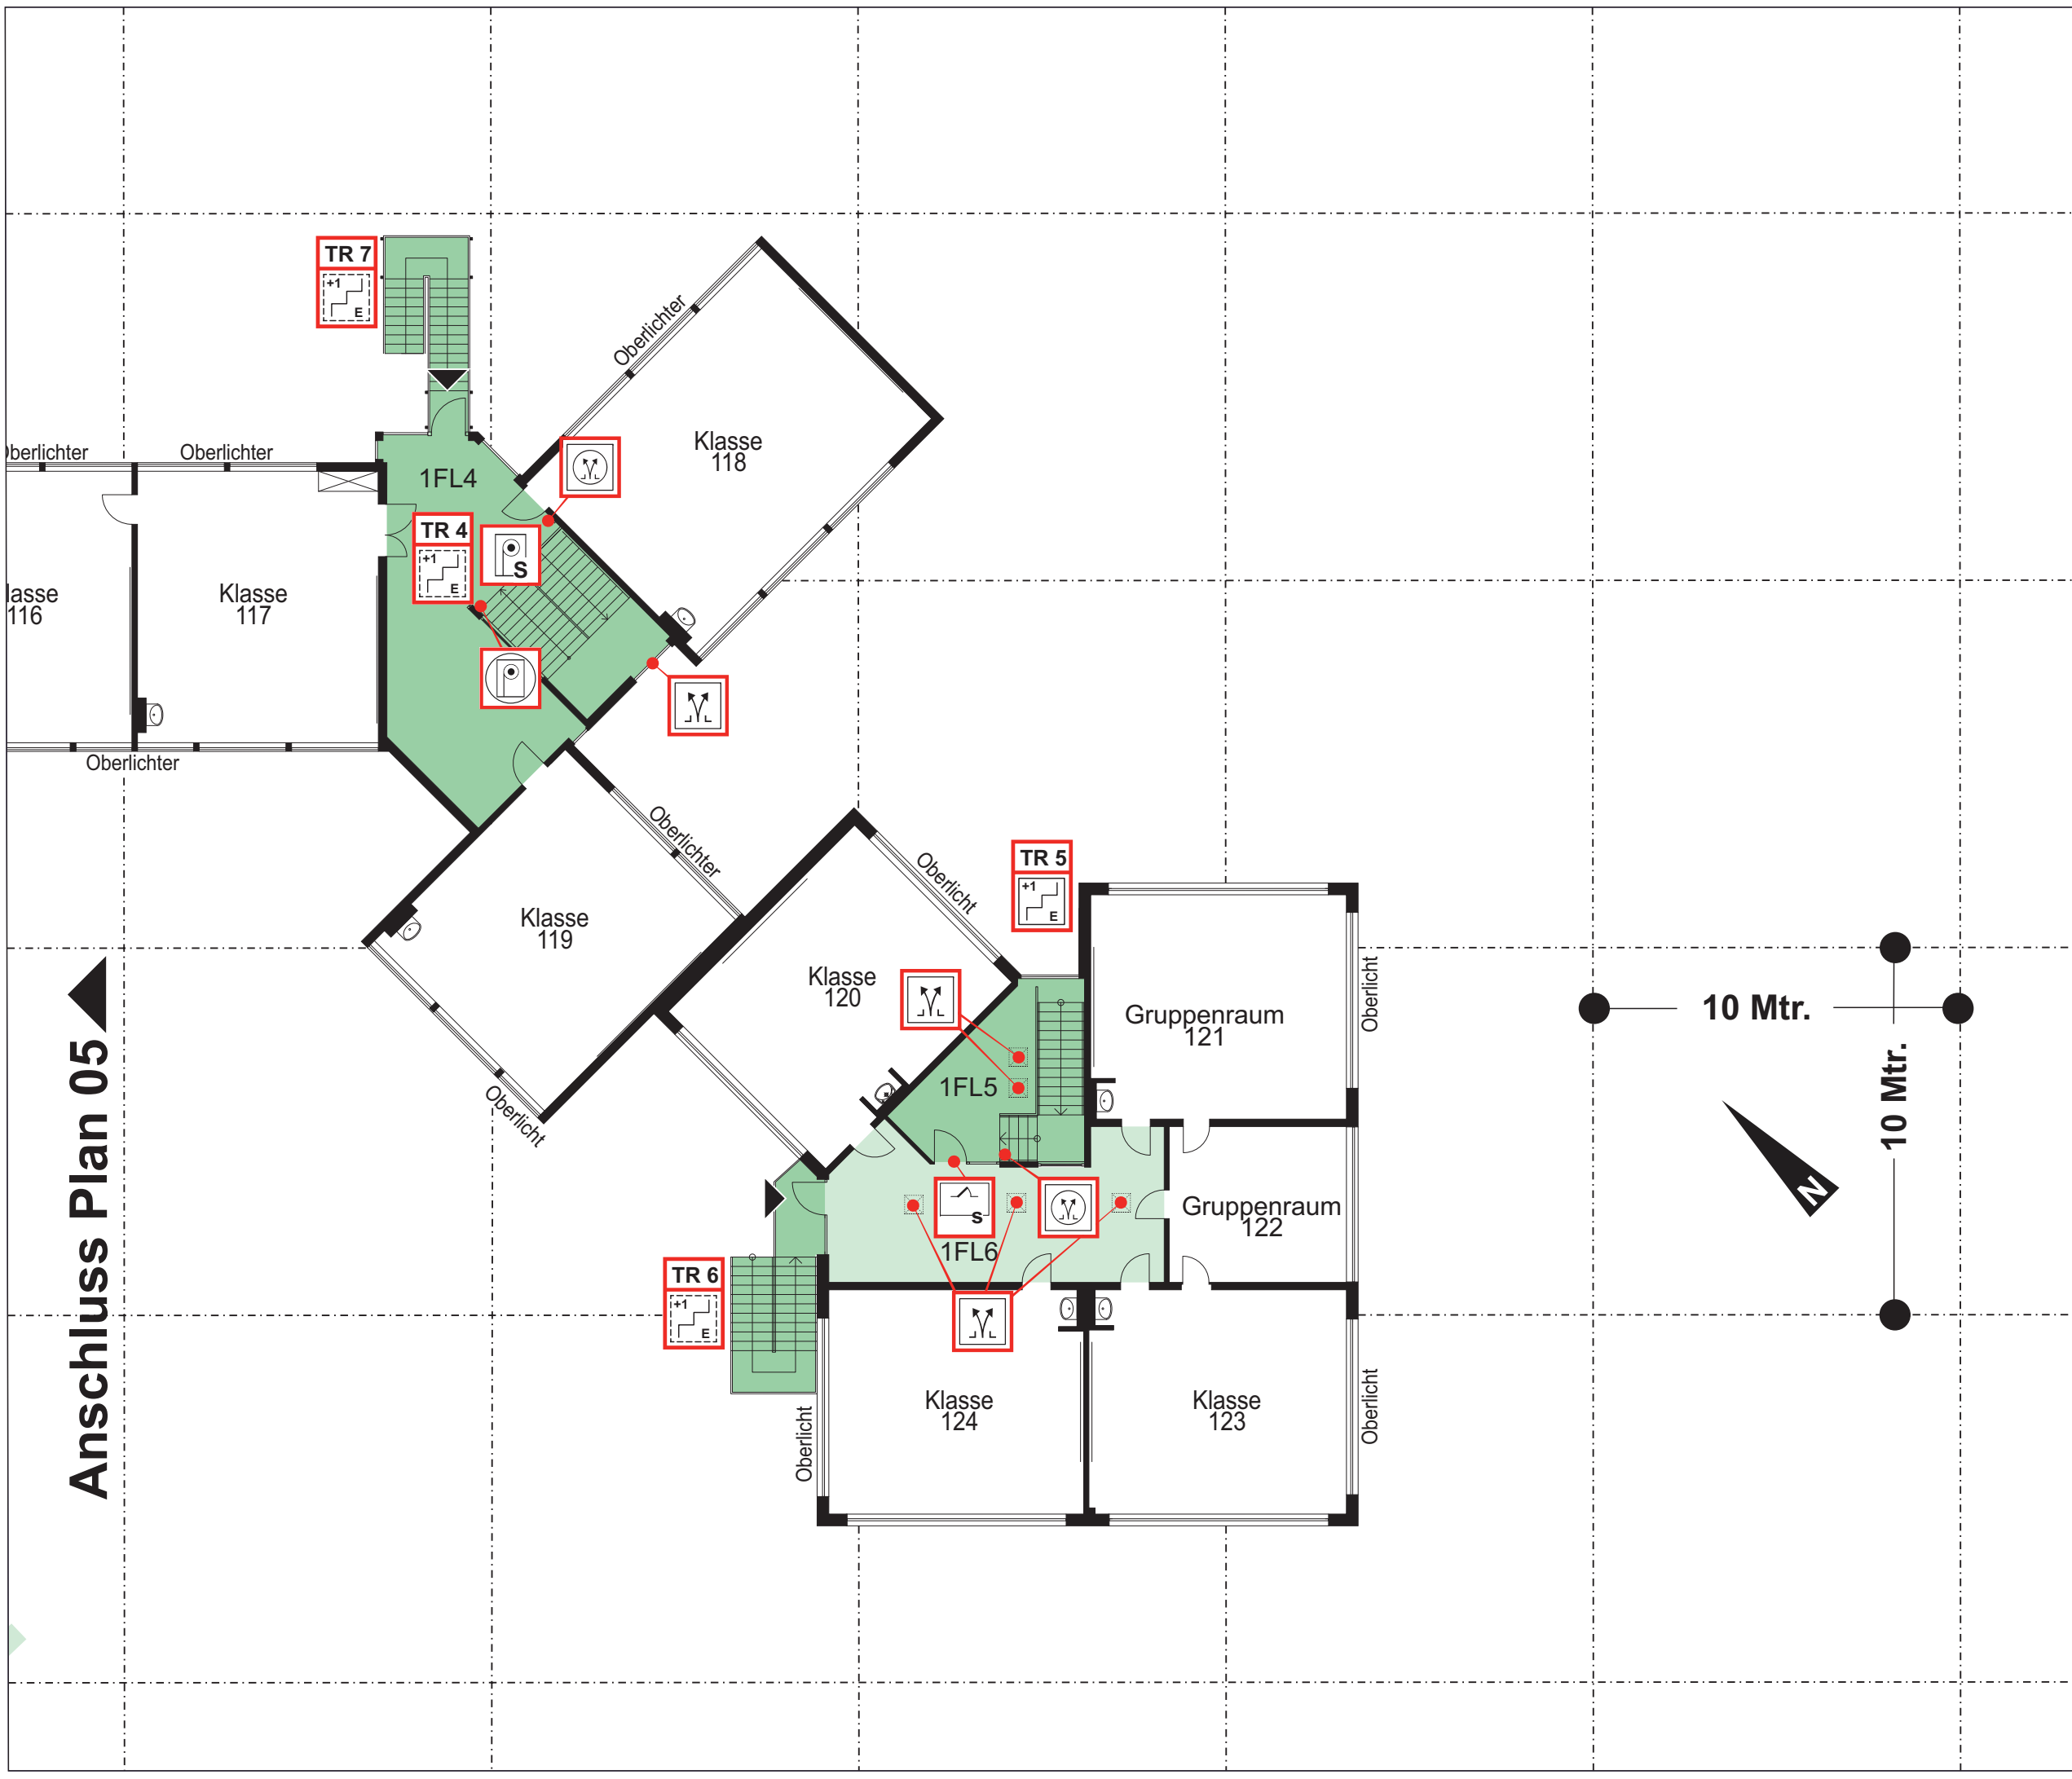 TR 7
+1
E
Oberlichter
Oberlichter
Oberlichter
1FL4
Klasse
118
TR 4
+1
E
S
lasse
116
Klasse
117
Oberlichter
Oberlichter
Klasse
119
Oberlicht
Oberlicht
TR 5
+1
E
Klasse
120
Gruppenraum
121
Oberlicht
1FL5
Gruppenraum
122
S
1FL6
TR 6
+1
E
Klasse
124
Klasse
123
Oberlicht
Oberlicht
Anschluss Plan 05
10 Mtr.
10 Mtr.
N